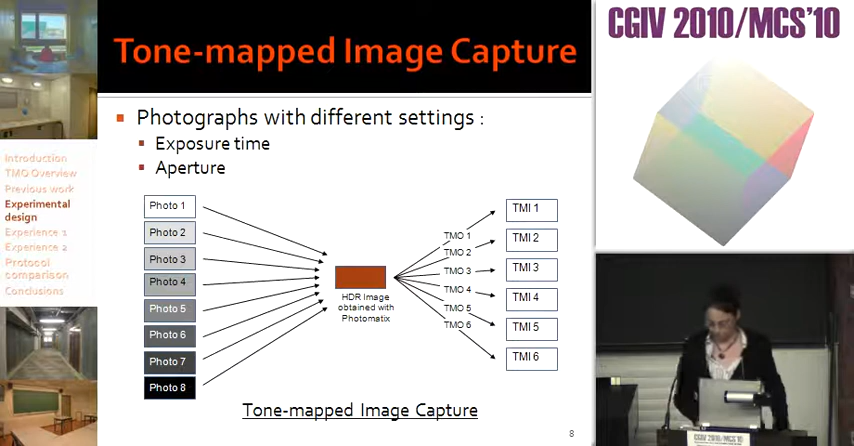 Tone-mapped Image Capture
CGIV 2010/MCS'10
Photographs with different settings :
Exposure time
Aperture
Introduction
TMO Overview
Previous work
Experimental
design
Experience 1
Experience 2
Protocol
comparison
Conclusions
Photo 1
Photo 2
Photo 3
Photo 4
Photo 5
Photo 6
Photo 7
Photo 8
HDR Image
obtained with
Photomatix
TMO 1
TMO 2
TMO 3
TMO 4
TMO 5
TMO 6
TMI 1
TMI 2
TMI 3
TMI 4
TMI 5
TMI 6
Tone-mapped Image Capture
8
CGIV 2010/MCS'10